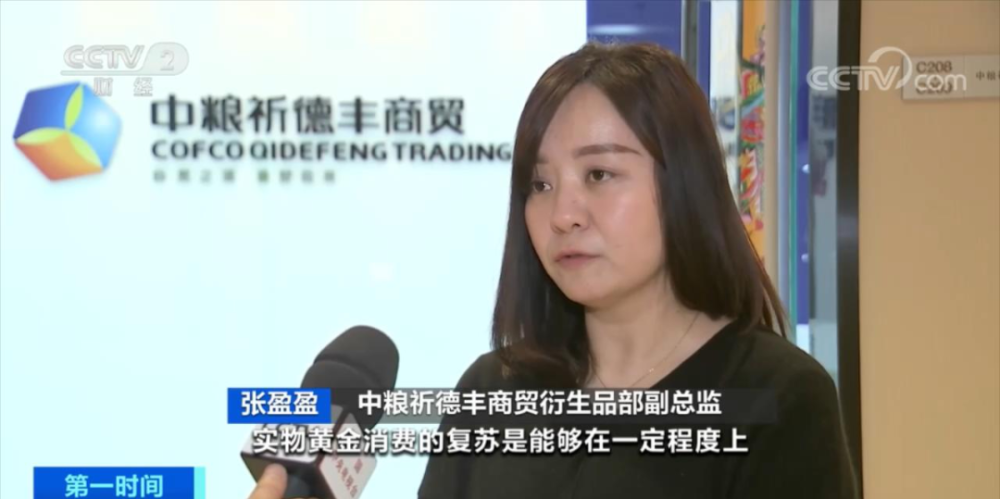 CCTV 2
财经
CCTV.com
C208
中粮祈德丰商贸
COFCO QIDEFENG TRADING
张盈盈 中粮祈德丰商贸衍生品部副总监
实物黄金消费的复苏是能够在一定程度上
第一时间